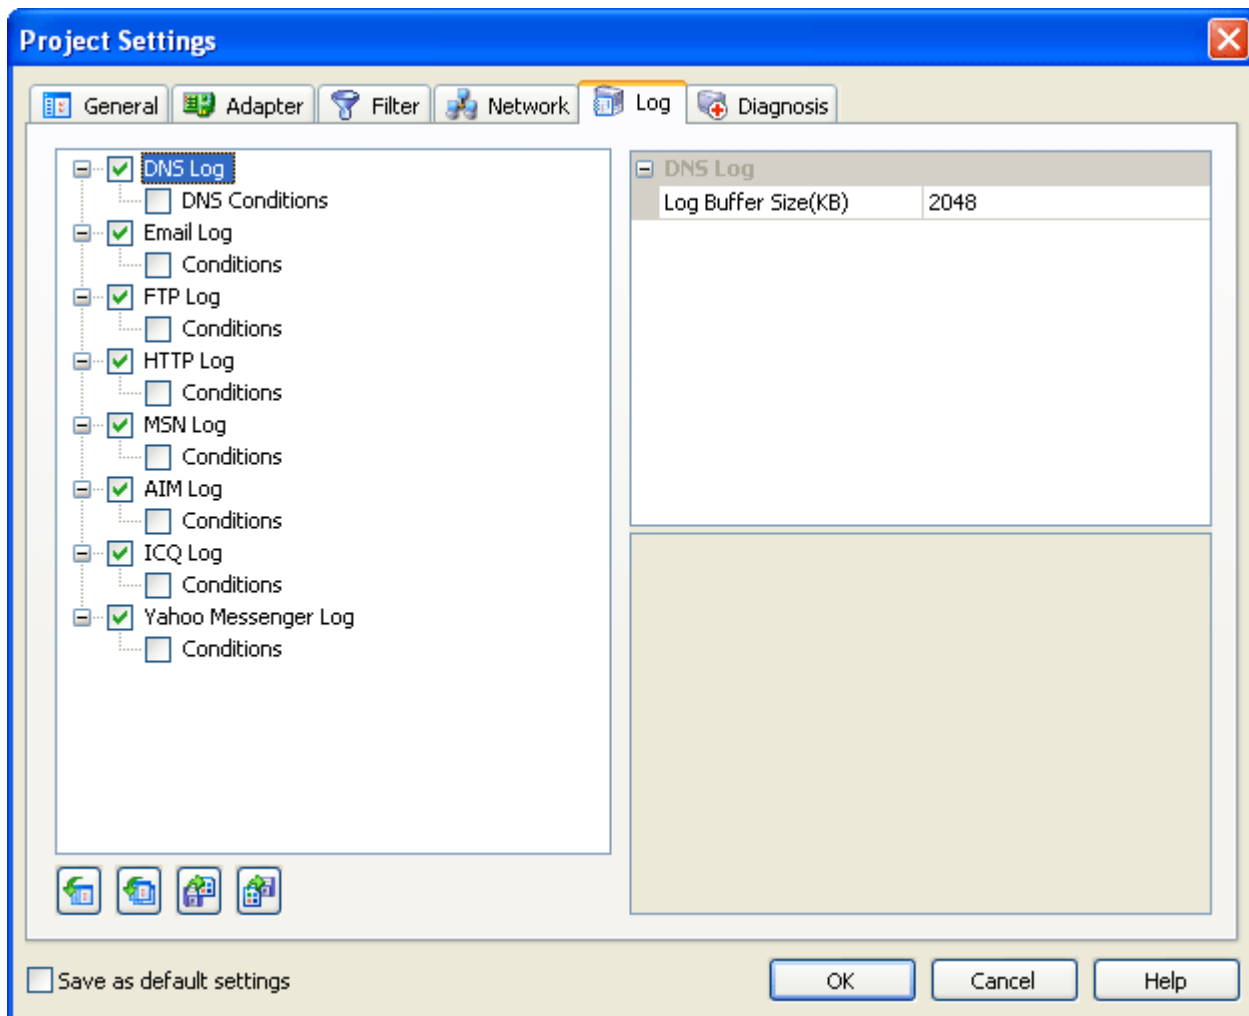 Project Settings
General Adapter Filter Network Log Diagnosis
DNS Log
DNS Conditions
Email Log
Conditions
FTP Log
Conditions
HTTP Log
Conditions
MSN Log
Conditions
AIM Log
Conditions
ICQ Log
Conditions
Yahoo Messenger Log
Conditions
DNS Log
Log Buffer Size(KB) 2048
Save as default settings
OK Cancel Help